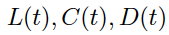 L(t), C(t), D(t)